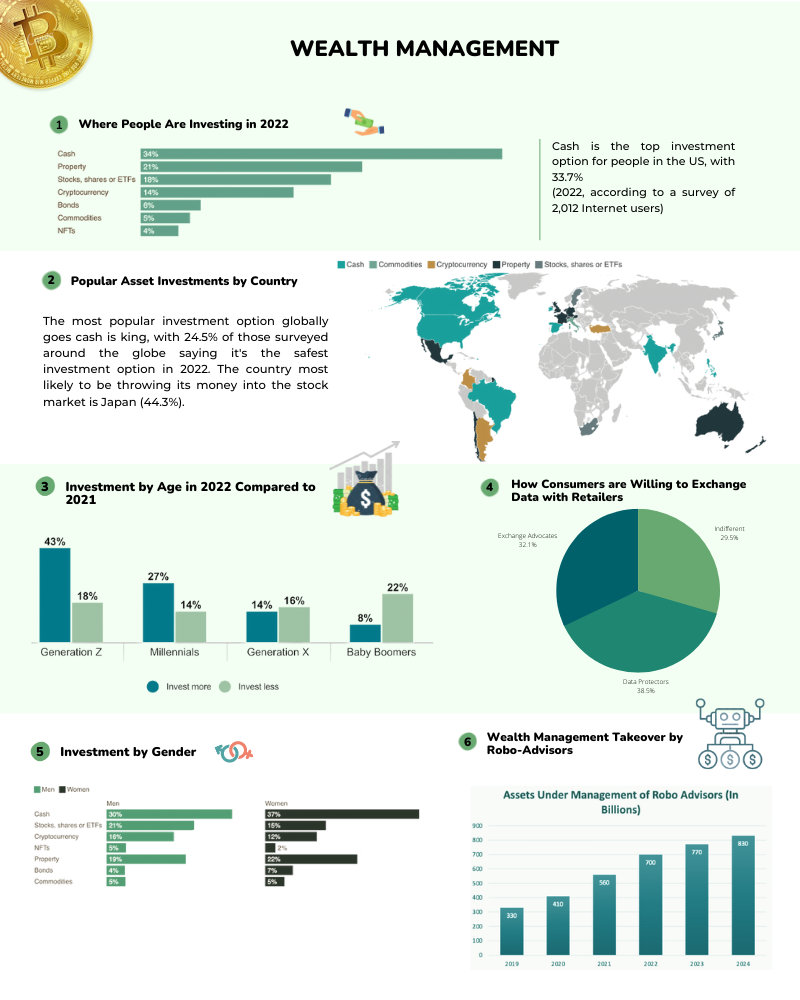 WEALTH MANAGEMENT
1
Where People Are Investing in 2022
Cash 34%
Property 21%
Stocks, shares or ETFs 18%
Cryptocurrency 14%
Bonds 6%
Commodities 5%
NFTs 4%
Cash is the top investment
option for people in the US, with
33.7%
(2022, according to a survey of
2,012 Internet users)
2
Popular Asset Investments by Country
The most popular investment option globally
goes cash is king, with 24.5% of those surveyed
around the globe saying it's the safest
investment option in 2022. The country most
likely to be throwing its money into the stock
market is Japan (44.3%).
Cash Commodities Cryptocurrency Property Stocks, shares or ETFs
3
Investment by Age in 2022 Compared to
2021
43% 18% 27% 14% 14% 16% 8% 22%
Generation Z Millennials Generation X Baby Boomers
Invest more Invest less
4
How Consumers are Willing to Exchange
Data with Retailers
Exchange Advocates
32.1%
Indifferent
29.5%
Data Protectors
38.5%
5
Investment by Gender
Men Women
Men Women
Cash 30% 37%
Stocks, shares or ETFs 21% 15%
Cryptocurrency 16% 12%
NFTs 5% 2%
Property 19% 22%
Bonds 4% 7%
Commodities 5% 5%
6
Wealth Management Takeover by
Robo-Advisors
Assets Under Management of Robo Advisors (In
Billions)
900
800
700
600
500
400
300
200
100
0
330 410 560 700 770 830
2019 2020 2021 2022 2023 2024